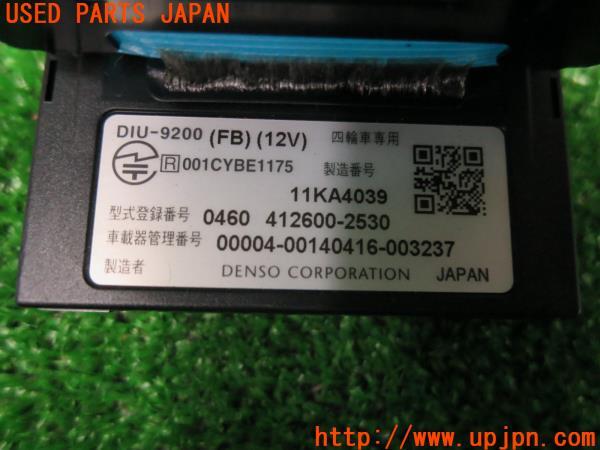 USED PARTS JAPAN
DIU-9200 (FB) (12V) 四輪車専用
R 001CYBE1175 製造番号
11KA4039
型式登録番号 0460 412600-2530
車載器管理番号 00004-00140416-003237
製造者 DENSO CORPORATION JAPAN
http://www.upjpn.com/